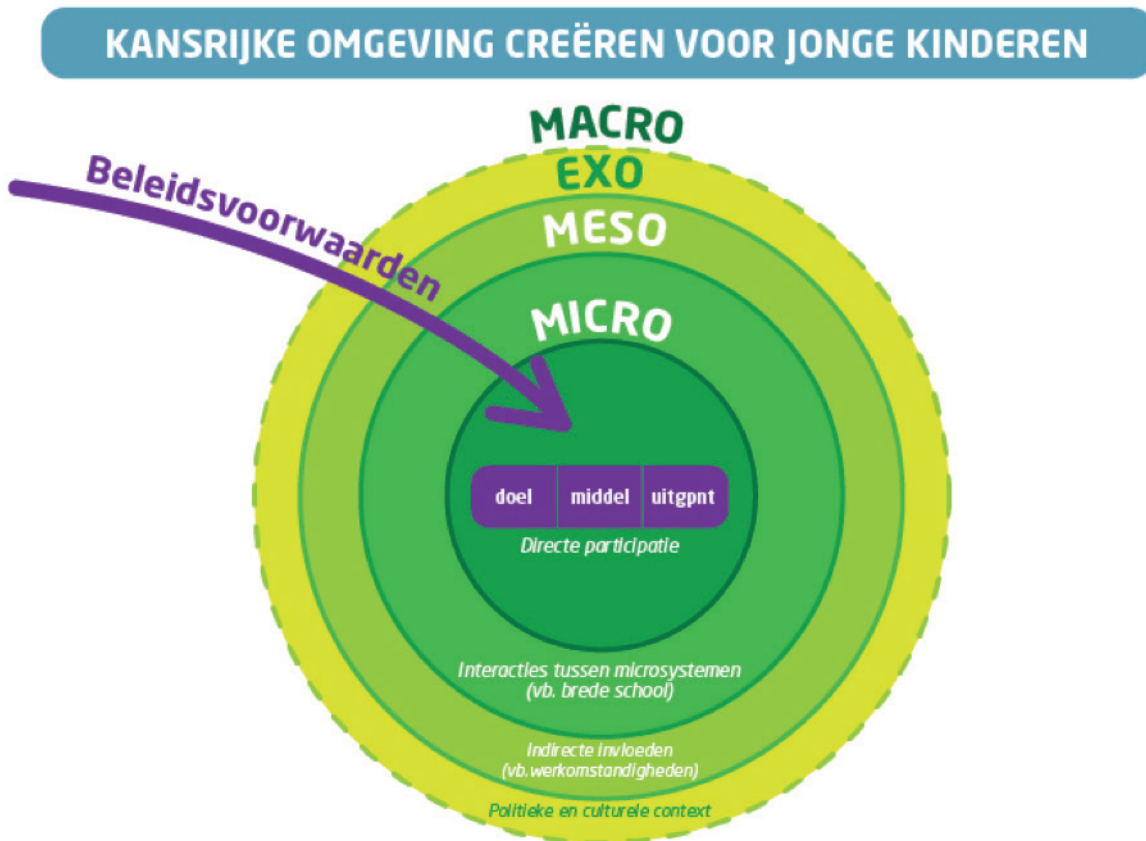 KANSRIJKE OMGEVING CREËREN VOOR JONGE KINDEREN
MACRO
EXO
Beleidsvoorwaarden
MESO
MICRO
doel middel uitgpnt
Directe participatie
Interacties tussen microsystemen
(vb. brede school)
Indirecte invloeden
(vb.werkomstandigheden)
Politieke en culturele context